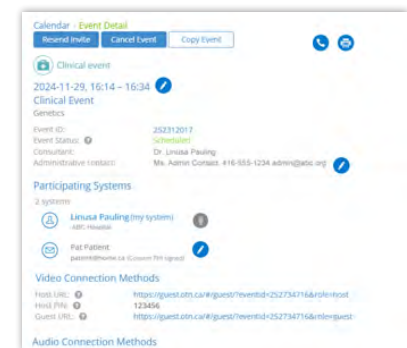 Calendar - Event Detail
Resend Invite Cancel Event Copy Event
Clinical event
2024-11-29, 16:14 – 16:34
Clinical Event
Genetics
Event ID: 252312017
Event Status: Scheduled
Consultant: Dr. Linusa Pauling
Administrative contact: Ms. Admin Contact 416-555-1234 admin@abc.org
Participating Systems
2 systems
Linusa Pauling (my system)
ABC Hospital
Pat Patient
patient@home.ca
Video Connection Methods
Host URL: https://guest.otn.ca/#/guest/?eventid=252734716&role=host
Host PIN: 123456
Guest URL: https://guest.otn.ca/#/guest/?eventid=252734716&role=guest
Audio Connection Methods